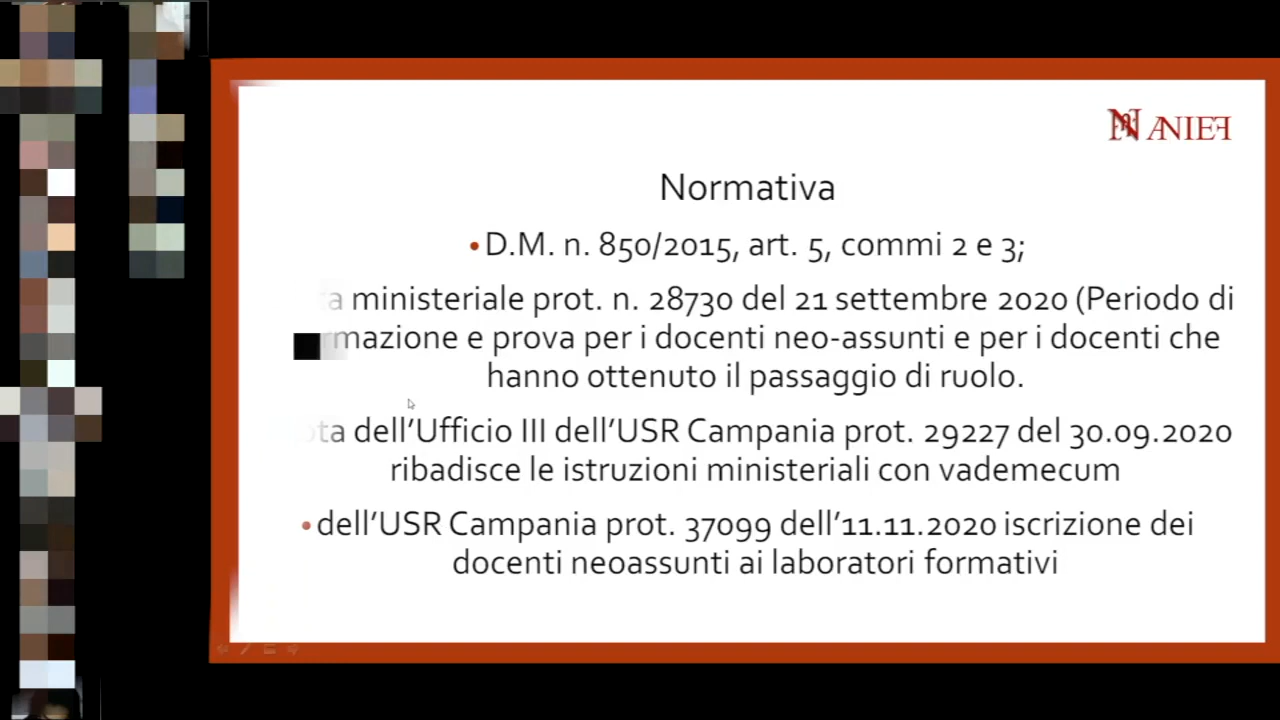 ANIEF
Normativa
•D.M. n. 850/2015, art. 5, commi 2 e 3;
ministeriale prot. n. 28730 del 21 settembre 2020 (Periodo di
e prova per i docenti neo-assunti e per i docenti che
hanno ottenuto il passaggio di ruolo.
dell’Ufficio III dell’USR Campania prot. 29227 del 30.09.2020
ribadisce le istruzioni ministeriali con vademecum
•dell’USR Campania prot. 37099 dell’11.11.2020 iscrizione dei
docenti neoassunti ai laboratori formativi